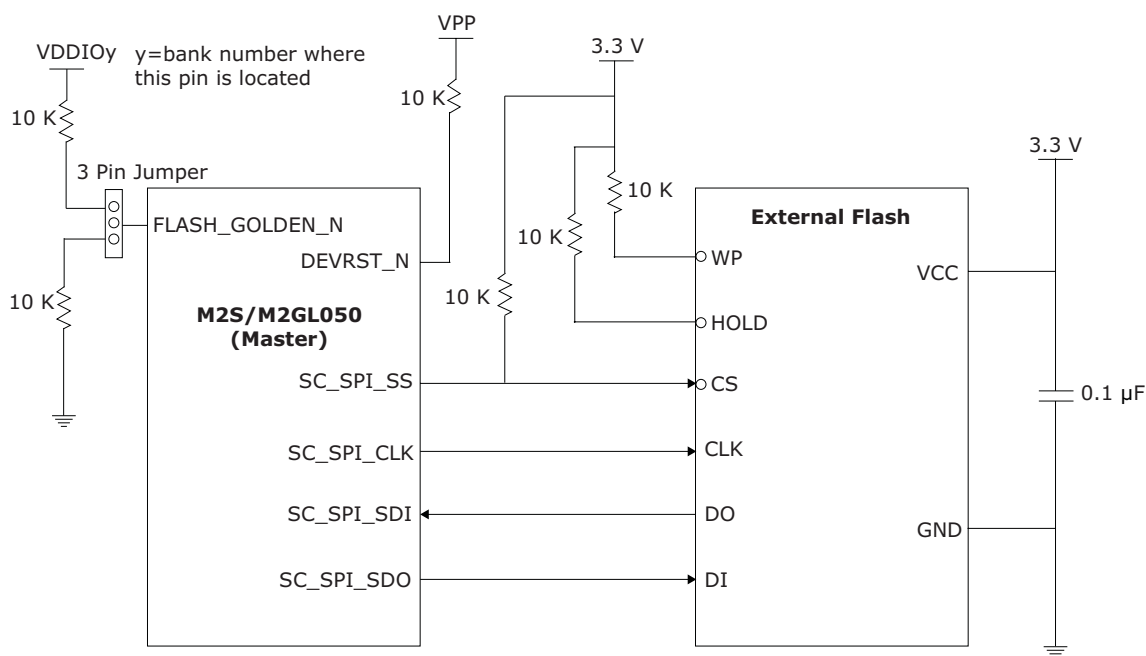 VDDIOy
y=bank number where
this pin is located
10 K
3 Pin Jumper
10 K
VPP
10 K
3.3 V
10 K
10 K
10 K
3.3 V
FLASH_GOLDEN_N
DEVRST_N
M2S/M2GL050
(Master)
SC_SPI_SS
SC_SPI_CLK
SC_SPI_SDI
SC_SPI_SDO
External Flash
WP
HOLD
CS
CLK
DO
DI
VCC
GND
0.1 µF